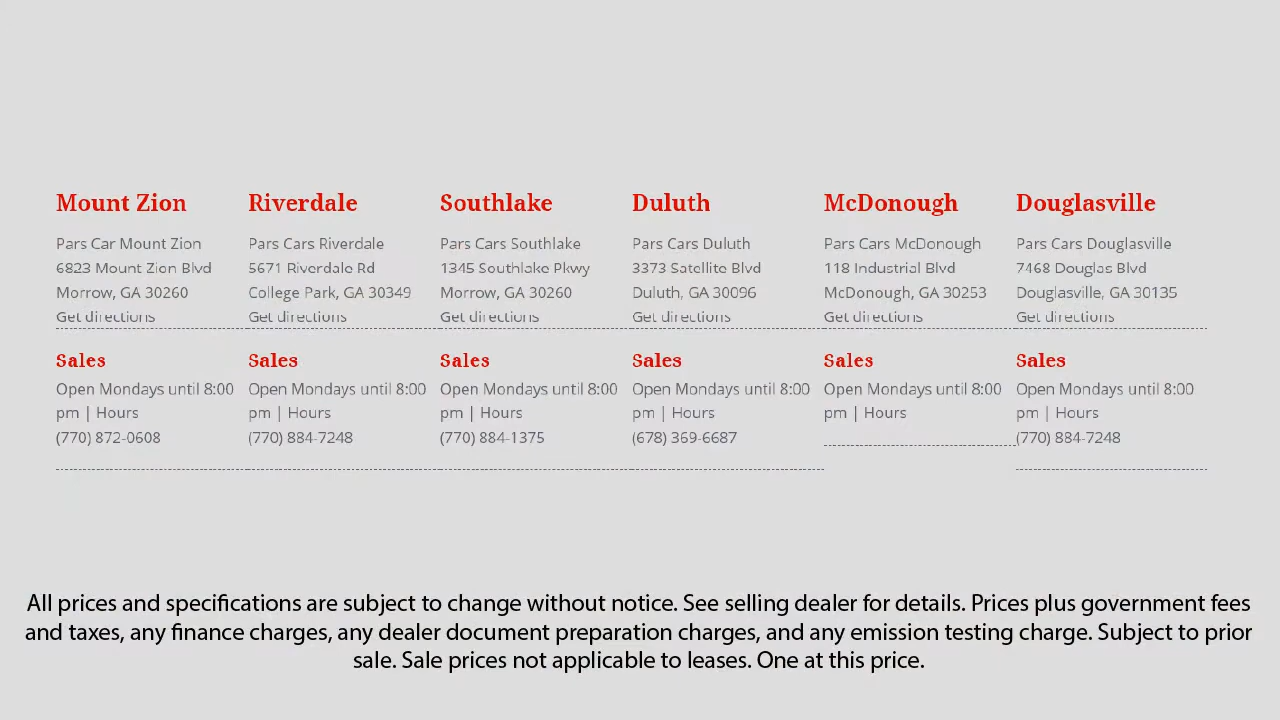 Mount Zion
Pars Car Mount Zion
6823 Mount Zion Blvd
Morrow, GA 30260
Get directions
Sales
Open Mondays until 8:00
pm | Hours
(770) 872-0608
Riverdale
Pars Cars Riverdale
5671 Riverdale Rd
College Park, GA 30349
Get directions
Sales
Open Mondays until 8:00
pm | Hours
(770) 884-7248
Southlake
Pars Cars Southlake
1345 Southlake Pkwy
Morrow, GA 30260
Get directions
Sales
Open Mondays until 8:00
pm | Hours
(770) 884-1375
Duluth
Pars Cars Duluth
3373 Satellite Blvd
Duluth, GA 30096
Get directions
Sales
Open Mondays until 8:00
pm | Hours
(678) 369-6687
McDonough
Pars Cars McDonough
118 Industrial Blvd
McDonough, GA 30253
Get directions
Sales
Open Mondays until 8:00
pm | Hours
Douglasville
Pars Cars Douglasville
7468 Douglas Blvd
Douglasville, GA 30135
Get directions
Sales
Open Mondays until 8:00
pm | Hours
(770) 884-7248
All prices and specifications are subject to change without notice. See selling dealer for details. Prices plus government fees
and taxes, any finance charges, any dealer document preparation charges, and any emission testing charge. Subject to prior
sale. Sale prices not applicable to leases. One at this price.